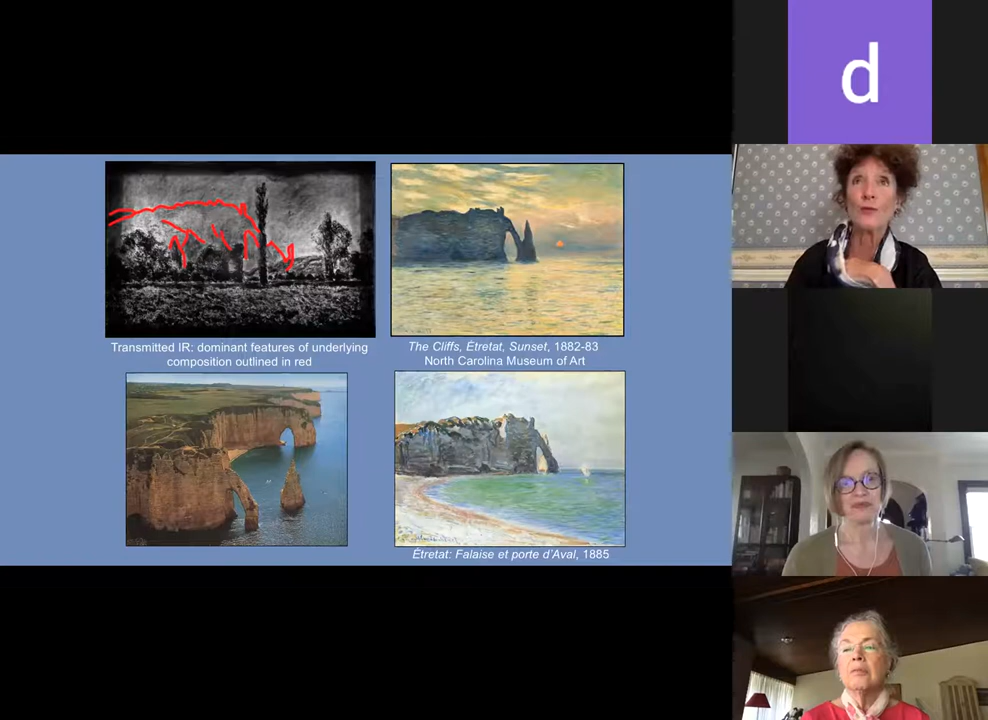 d
Transmitted IR: dominant features of underlying
composition outlined in red
The Cliffs, Étretat, Sunset, 1882-83
North Carolina Museum of Art
Étretat: Falaise et porte d'Aval, 1885